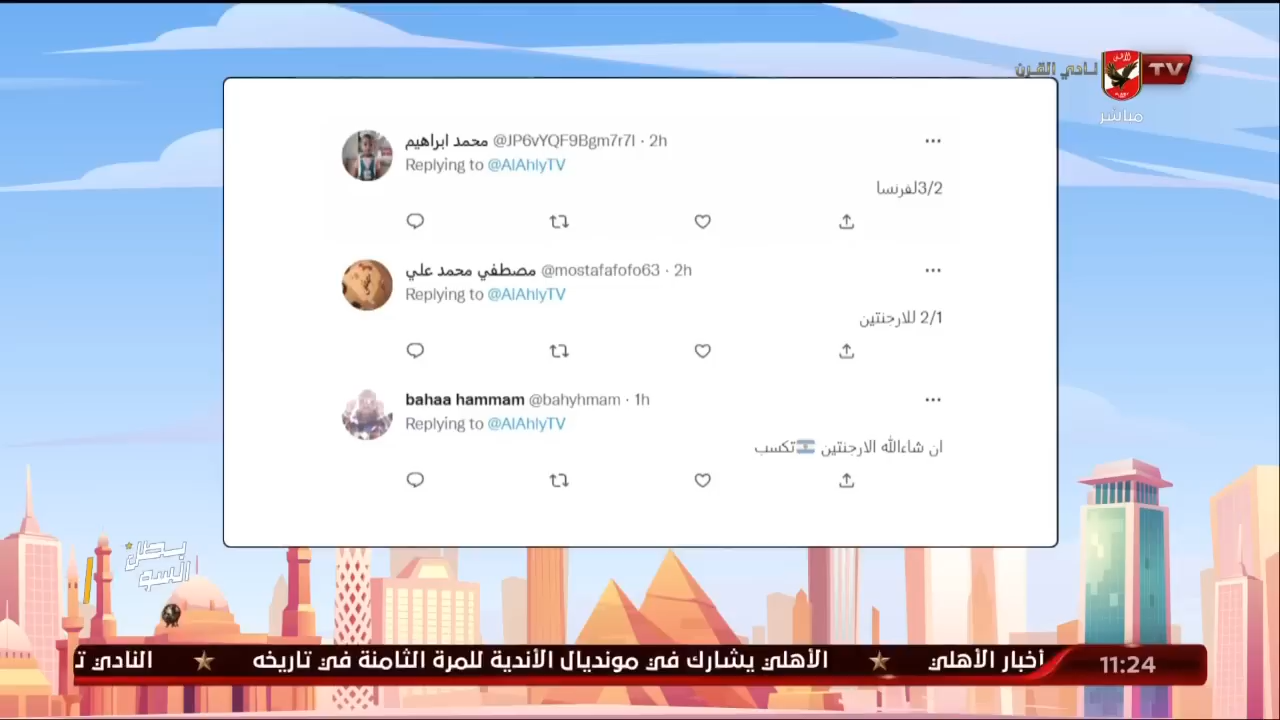 نادي القرن
TV
مباشر
محمد ابراهيم @JP6vYQF9Bgm7r7l · 2h
Replying to @AlAhlyTV
3/2لفرنسا
مصطفي محمد علي @mostafafofo63 · 2h
Replying to @AlAhlyTV
2/1 للارجنتين
bahaa hammam @bahyhmam · 1h
Replying to @AlAhlyTV
ان شاءالله الارجنتين 🇦🇷تكسب
11:24
أخبار الأهلي ★ الأهلي يشارك في مونديال الأندية للمرة الثامنة في تاريخه ★ النادي